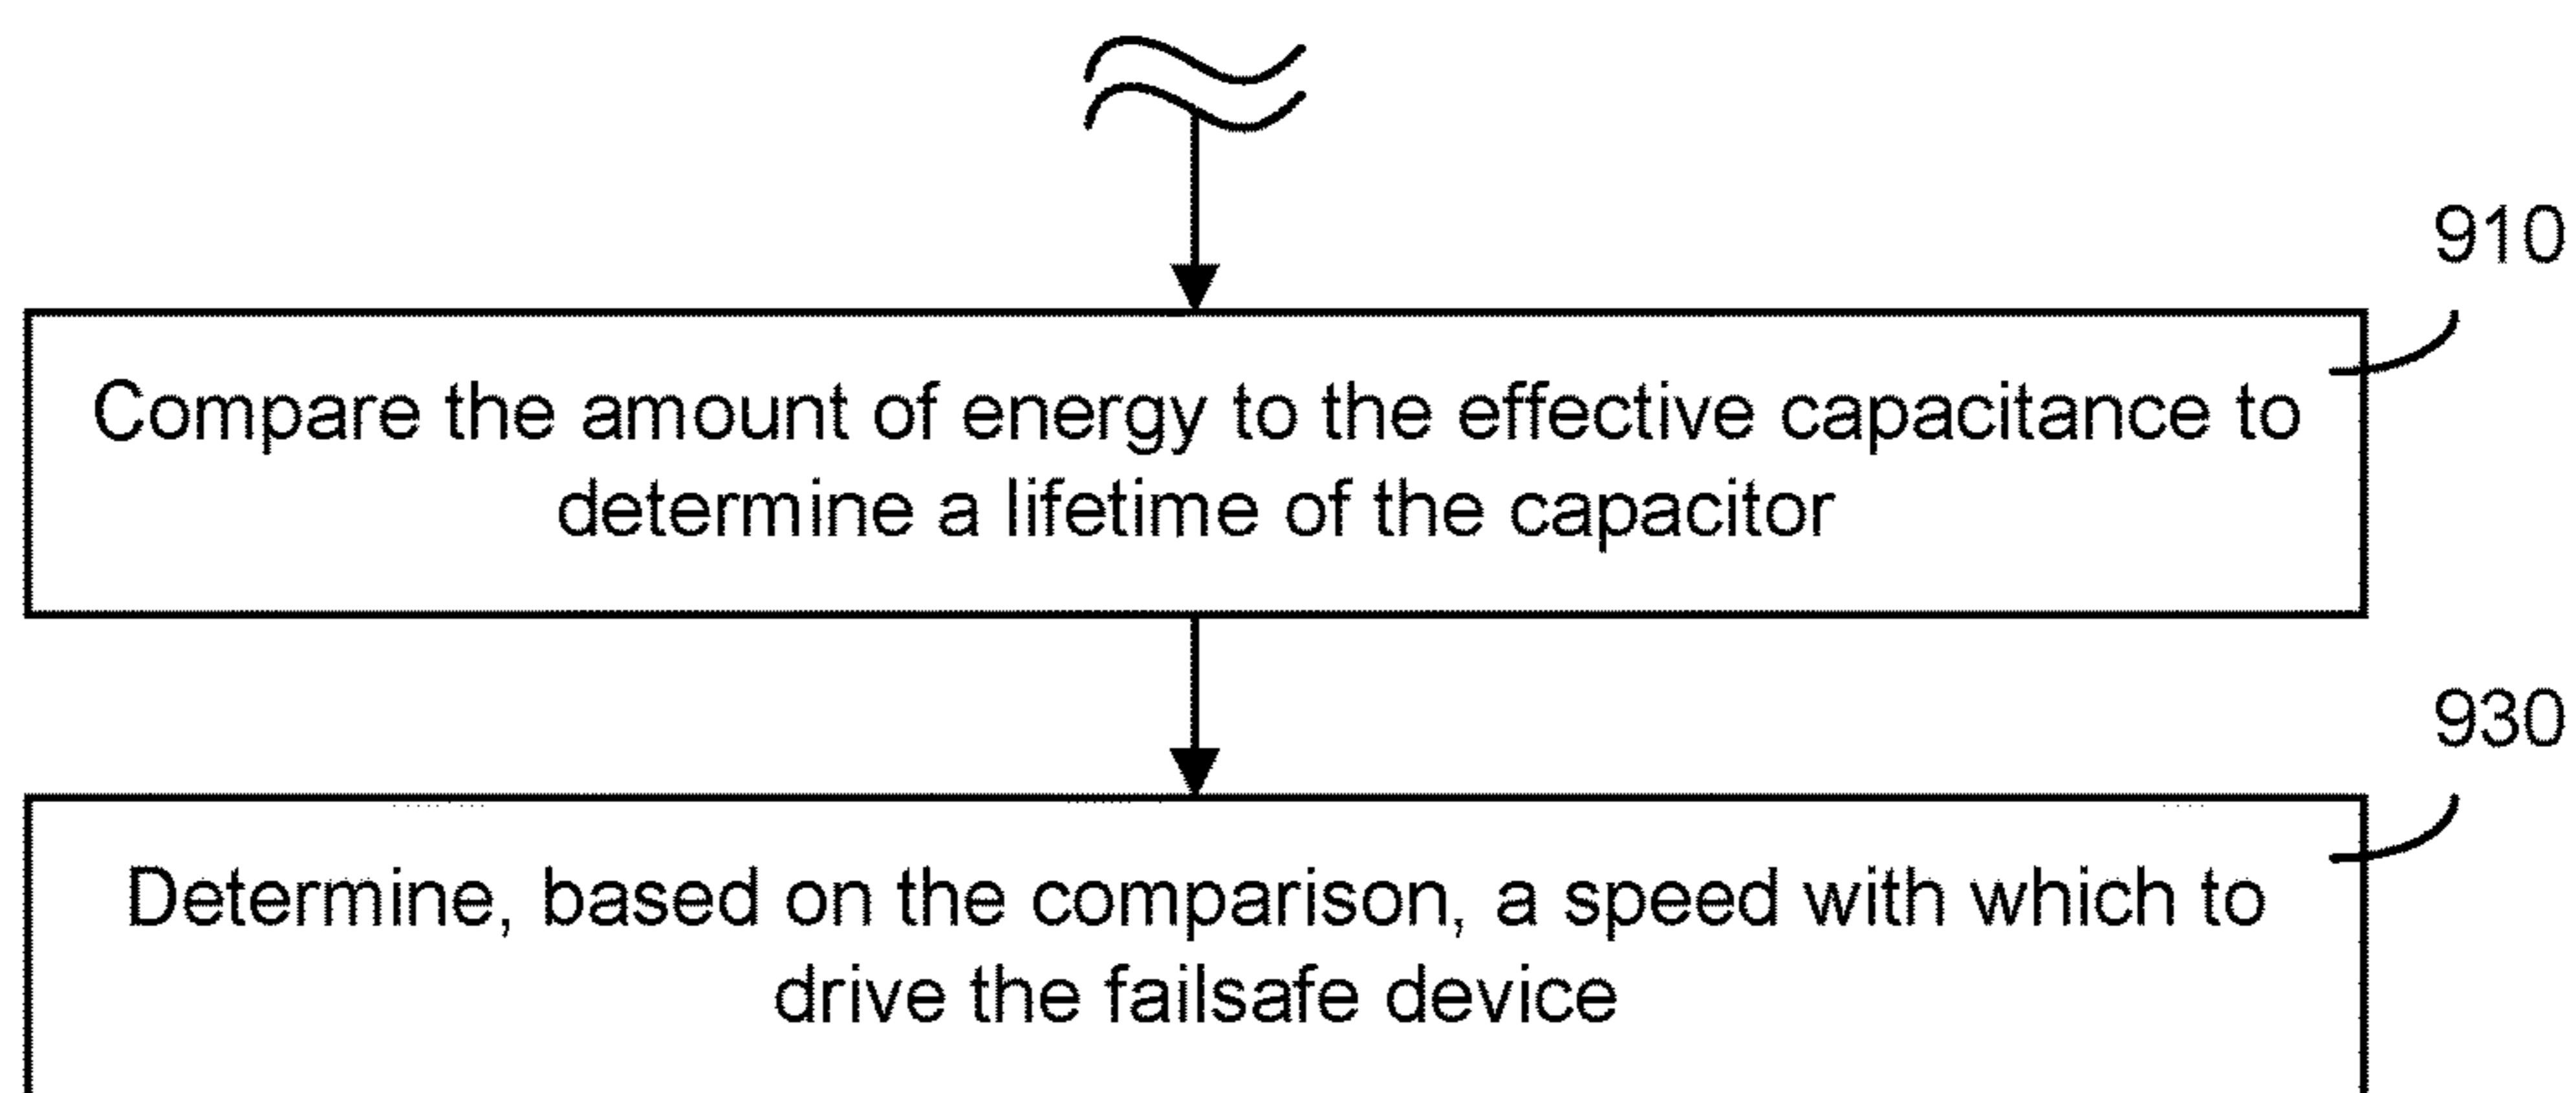 910
Compare the amount of energy to the effective capacitance to
determine a lifetime of the capacitor
930
Determine, based on the comparison, a speed with which to
drive the failsafe device